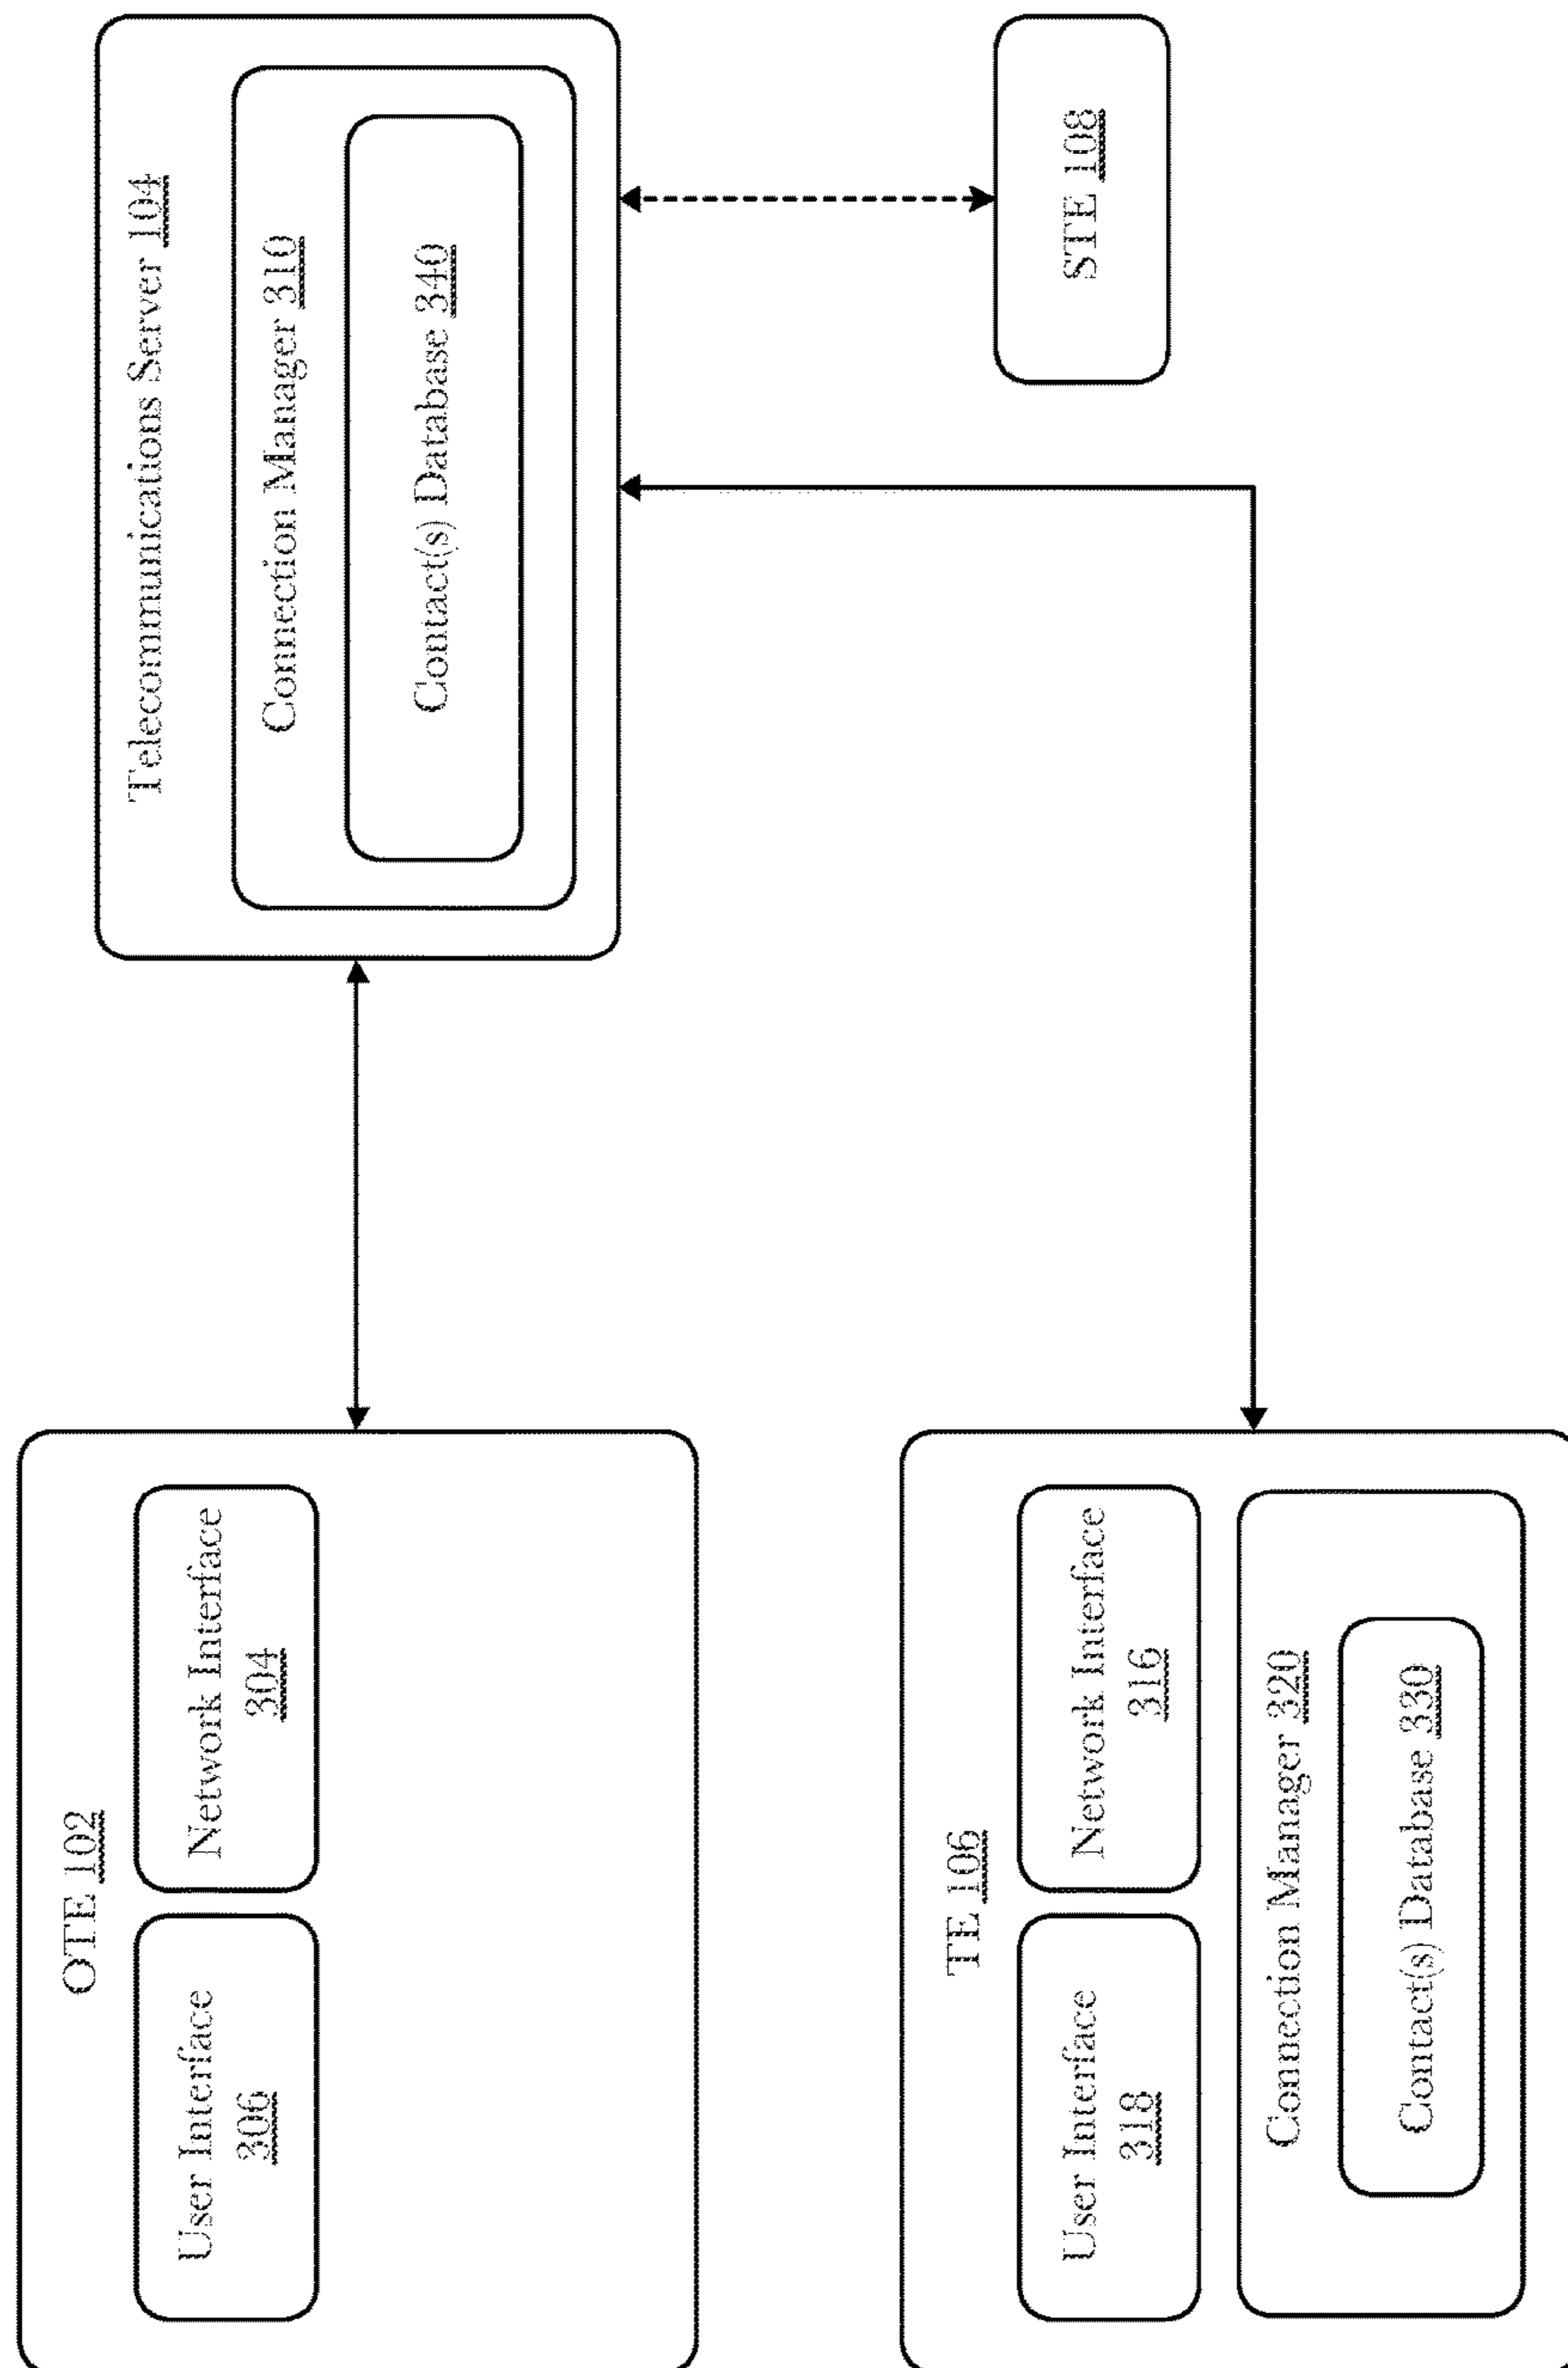 OTE 102
User Interface
306
Network Interface
304
Telecommunications Server 104
Connection Manager 310
Contact(s) Database 340
TE 106
User Interface
318
Network Interface
316
Connection Manager 320
Contact(s) Database 330
STE 108